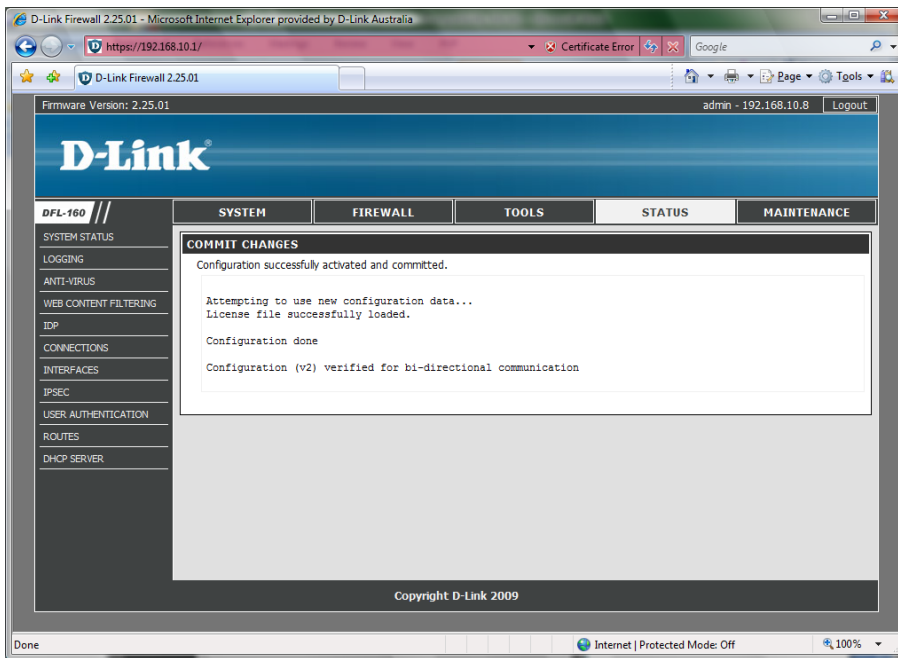 D-Link Firewall 2.25.01 - Microsoft Internet Explorer provided by D-Link Australia
https://192.168.10.1/
Certificate Error
Google
D-Link Firewall 2.25.01
Page
Tools
Firmware Version: 2.25.01
admin - 192.168.10.8
Logout
D-Link®
DFL-160
SYSTEM
FIREWALL
TOOLS
STATUS
MAINTENANCE
SYSTEM STATUS
LOGGING
ANTI-VIRUS
WEB CONTENT FILTERING
IDP
CONNECTIONS
INTERFACES
IPSEC
USER AUTHENTICATION
ROUTES
DHCP SERVER
COMMIT CHANGES
Configuration successfully activated and committed.
Attempting to use new configuration data...
License file successfully loaded.
Configuration done
Configuration (v2) verified for bi-directional communication
Copyright D-Link 2009
Done
Internet | Protected Mode: Off
100%